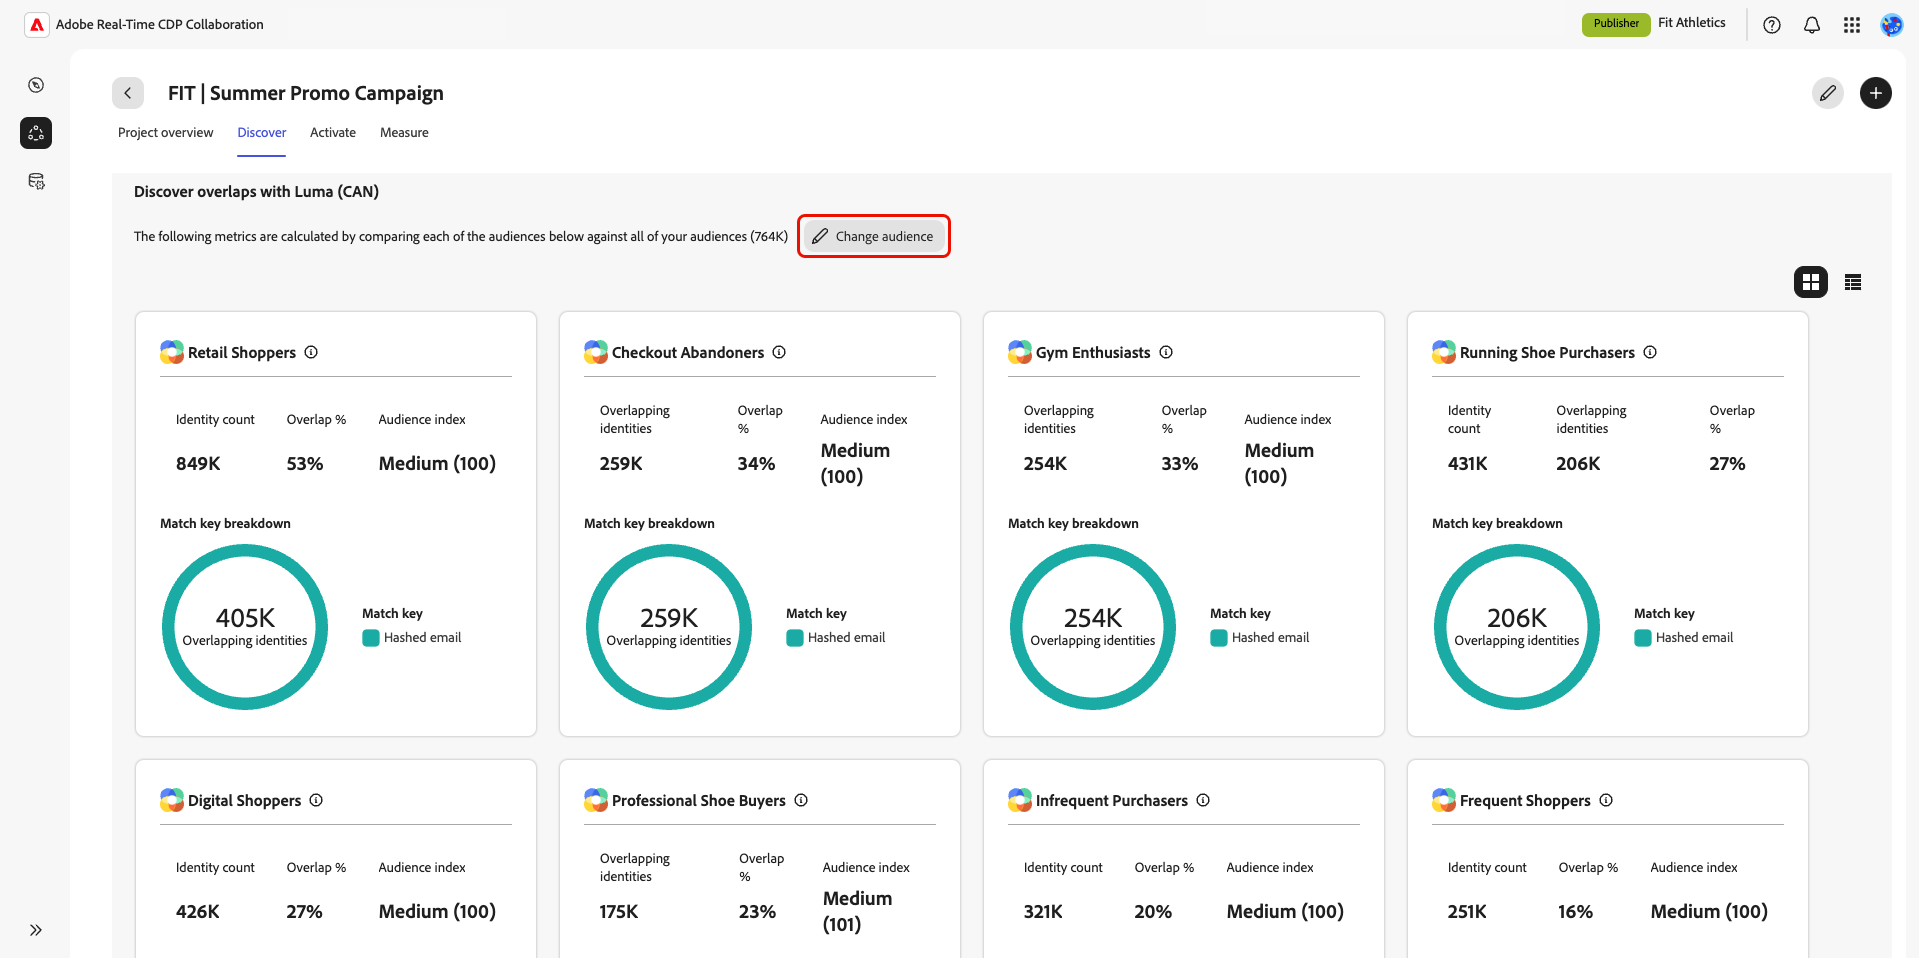 Adobe Real-Time CDP Collaboration
Publisher
Fit Athletics
FIT | Summer Promo Campaign
Project overview
Discover
Activate
Measure
Discover overlaps with Luma (CAN)
The following metrics are calculated by comparing each of the audiences below against all of your audiences (764K)
Change audience
Retail Shoppers
Identity count
Overlap %
Audience index
849K
53%
Medium (100)
Match key breakdown
405K
Overlapping identities
Match key
Hashed email
Checkout Abandoners
Overlapping
identities
Overlap
%
Audience index
259K
34%
Medium
(100)
Match key breakdown
259K
Overlapping identities
Match key
Hashed email
Gym Enthusiasts
Overlapping
identities
Overlap
%
Audience index
254K
33%
Medium
(100)
Match key breakdown
254K
Overlapping identities
Match key
Hashed email
Running Shoe Purchasers
Identity
count
Overlapping
identities
Overlap
%
431K
206K
27%
Match key breakdown
206K
Overlapping identities
Match key
Hashed email
Digital Shoppers
Identity count
Overlap %
Audience index
426K
27%
Medium (100)
Professional Shoe Buyers
Overlapping
identities
Overlap
%
Audience index
175K
23%
Medium
(101)
Infrequent Purchasers
Identity count
Overlap %
Audience index
321K
20%
Medium (100)
Frequent Shoppers
Identity count
Overlap %
Audience index
251K
16%
Medium (100)